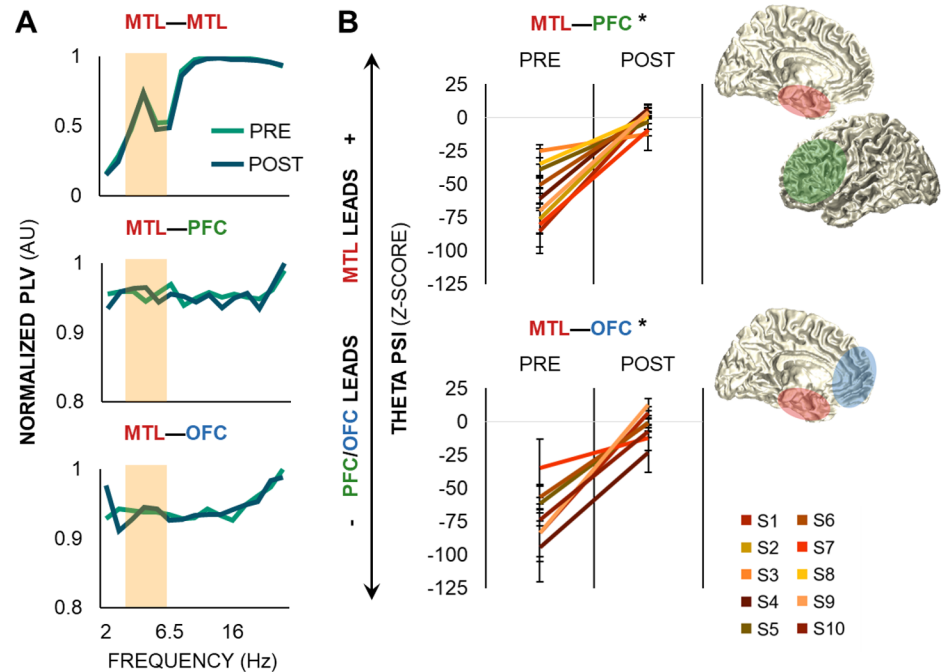 A
MTL—MTL
1
0.5
0
PRE
POST
MTL—PFC
1
0.9
0.8
MTL—OFC
1
0.9
0.8
2 6.5 16
FREQUENCY (Hz)
NORMALIZED PLV (AU)
B
- PFC/OFC LEADS MTL LEADS +
THETA PSI (Z-SCORE)
MTL—PFC *
PRE POST
25
0
-25
-50
-75
-100
-125
MTL—OFC *
PRE POST
25
0
-25
-50
-75
-100
-125
S1 S6
S2 S7
S3 S8
S4 S9
S5 S10